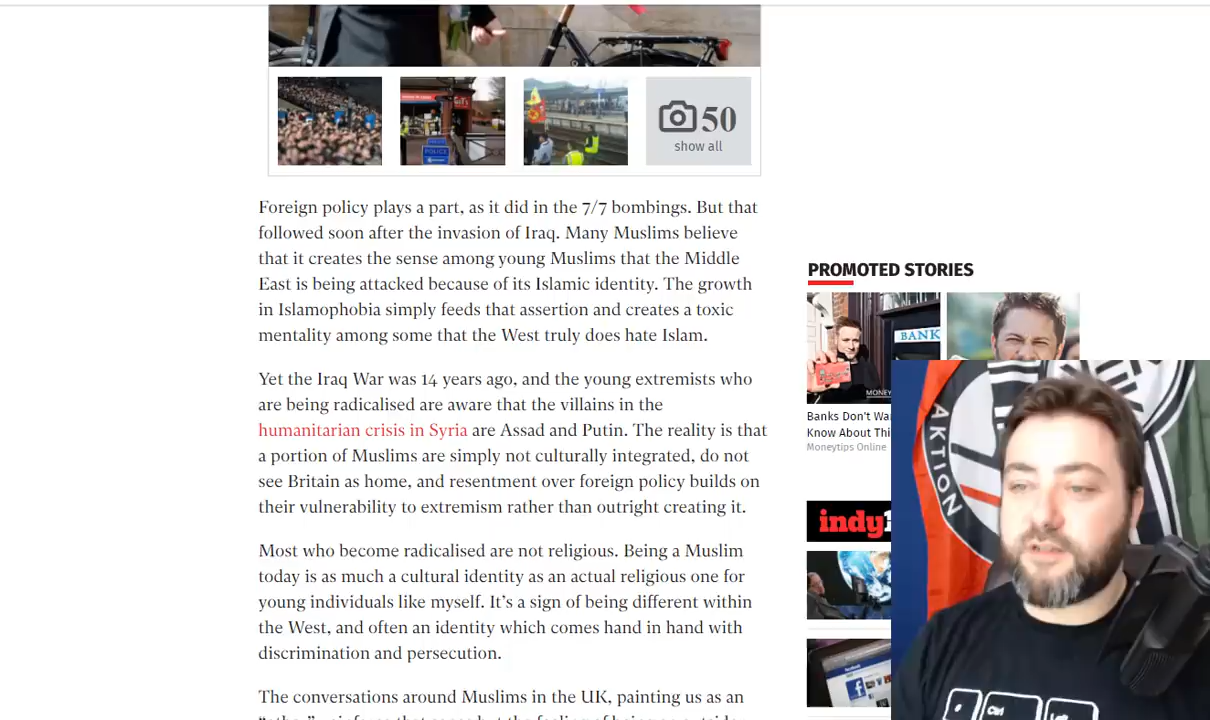 50
show all
Foreign policy plays a part, as it did in the 7/7 bombings. But that
followed soon after the invasion of Iraq. Many Muslims believe
that it creates the sense among young Muslims that the Middle
East is being attacked because of its Islamic identity. The growth
in Islamophobia simply feeds that assertion and creates a toxic
mentality among some that the West truly does hate Islam.
Yet the Iraq War was 14 years ago, and the young extremists who
are being radicalised are aware that the villains in the
humanitarian crisis in Syria are Assad and Putin. The reality is that
a portion of Muslims are simply not culturally integrated, do not
see Britain as home, and resentment over foreign policy builds on
their vulnerability to extremism rather than outright creating it.
Most who become radicalised are not religious. Being a Muslim
today is as much a cultural identity as an actual religious one for
young individuals like myself. It's a sign of being different within
the West, and often an identity which comes hand in hand with
discrimination and persecution.
The conversations around Muslims in the UK, painting us as an
PROMOTED STORIES
BANK
MONEY
Banks Don't Wa
Know About Thi
Moneytips Online
indy
AKTION
Ctrl
POLICE